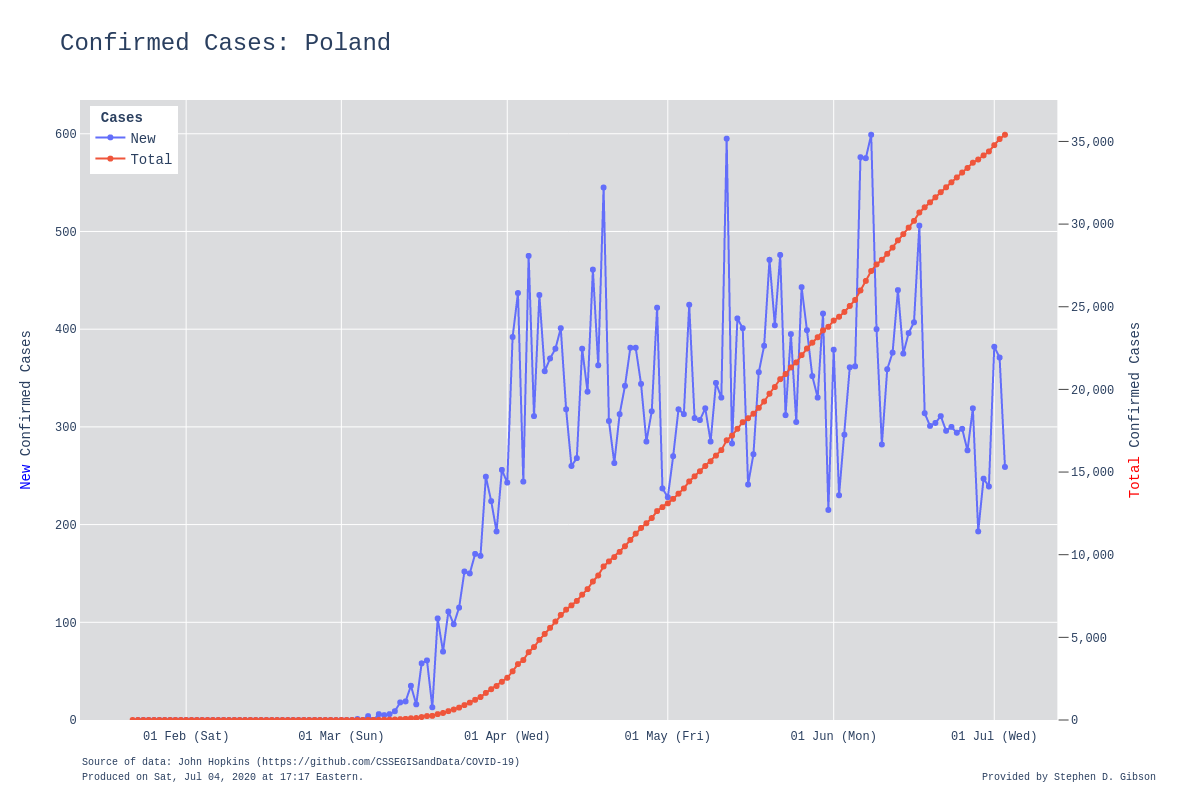 Confirmed Cases: Poland
Cases
New
Total
600
500
400
300
200
100
0
35,000
30,000
25,000
20,000
15,000
10,000
5,000
0
New Confirmed Cases
Total Confirmed Cases
01 Feb (Sat)
01 Mar (Sun)
01 Apr (Wed)
01 May (Fri)
01 Jun (Mon)
01 Jul (Wed)
Source of data: John Hopkins (https://github.com/CSSEGISandData/COVID-19)
Produced on Sat, Jul 04, 2020 at 17:17 Eastern.
Provided by Stephen D. Gibson